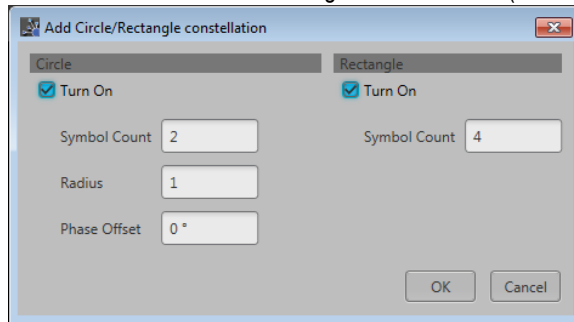 Add Circle/Rectangle constellation
Circle
Turn On
Symbol Count 2
Radius 1
Phase Offset 0 °
Rectangle
Turn On
Symbol Count 4
OK Cancel